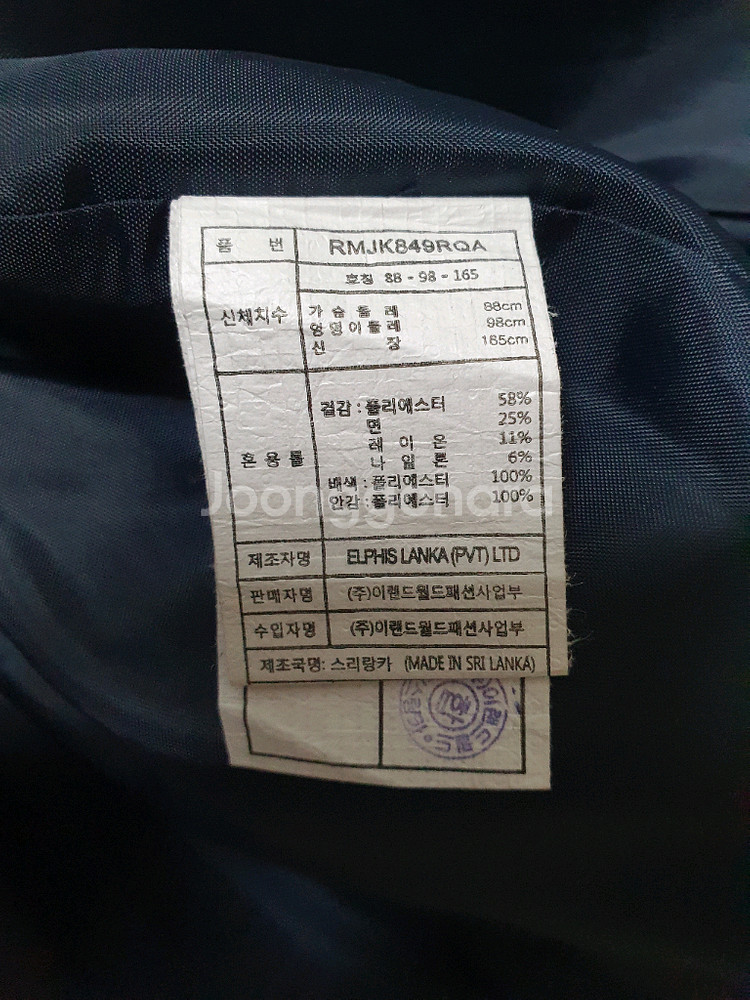 품 번 RMJK849RQA
신체치수 호칭 88 - 98 - 165
가 슴 둘 레 88cm
엉덩이둘레 98cm
신 장 165cm
혼 용 률
겉감 : 폴리에스터 58%
면 25%
레 이 온 11%
나 일 론 6%
배색 : 폴리에스터 100%
안감 : 폴리에스터 100%
Joonggonara
제조자명 ELPHIS LANKA (PVT) LTD
판매자명 (주)이랜드월드패션사업부
수입자명 (주)이랜드월드패션사업부
제조국명: 스리랑카 (MADE IN SRI LANKA)